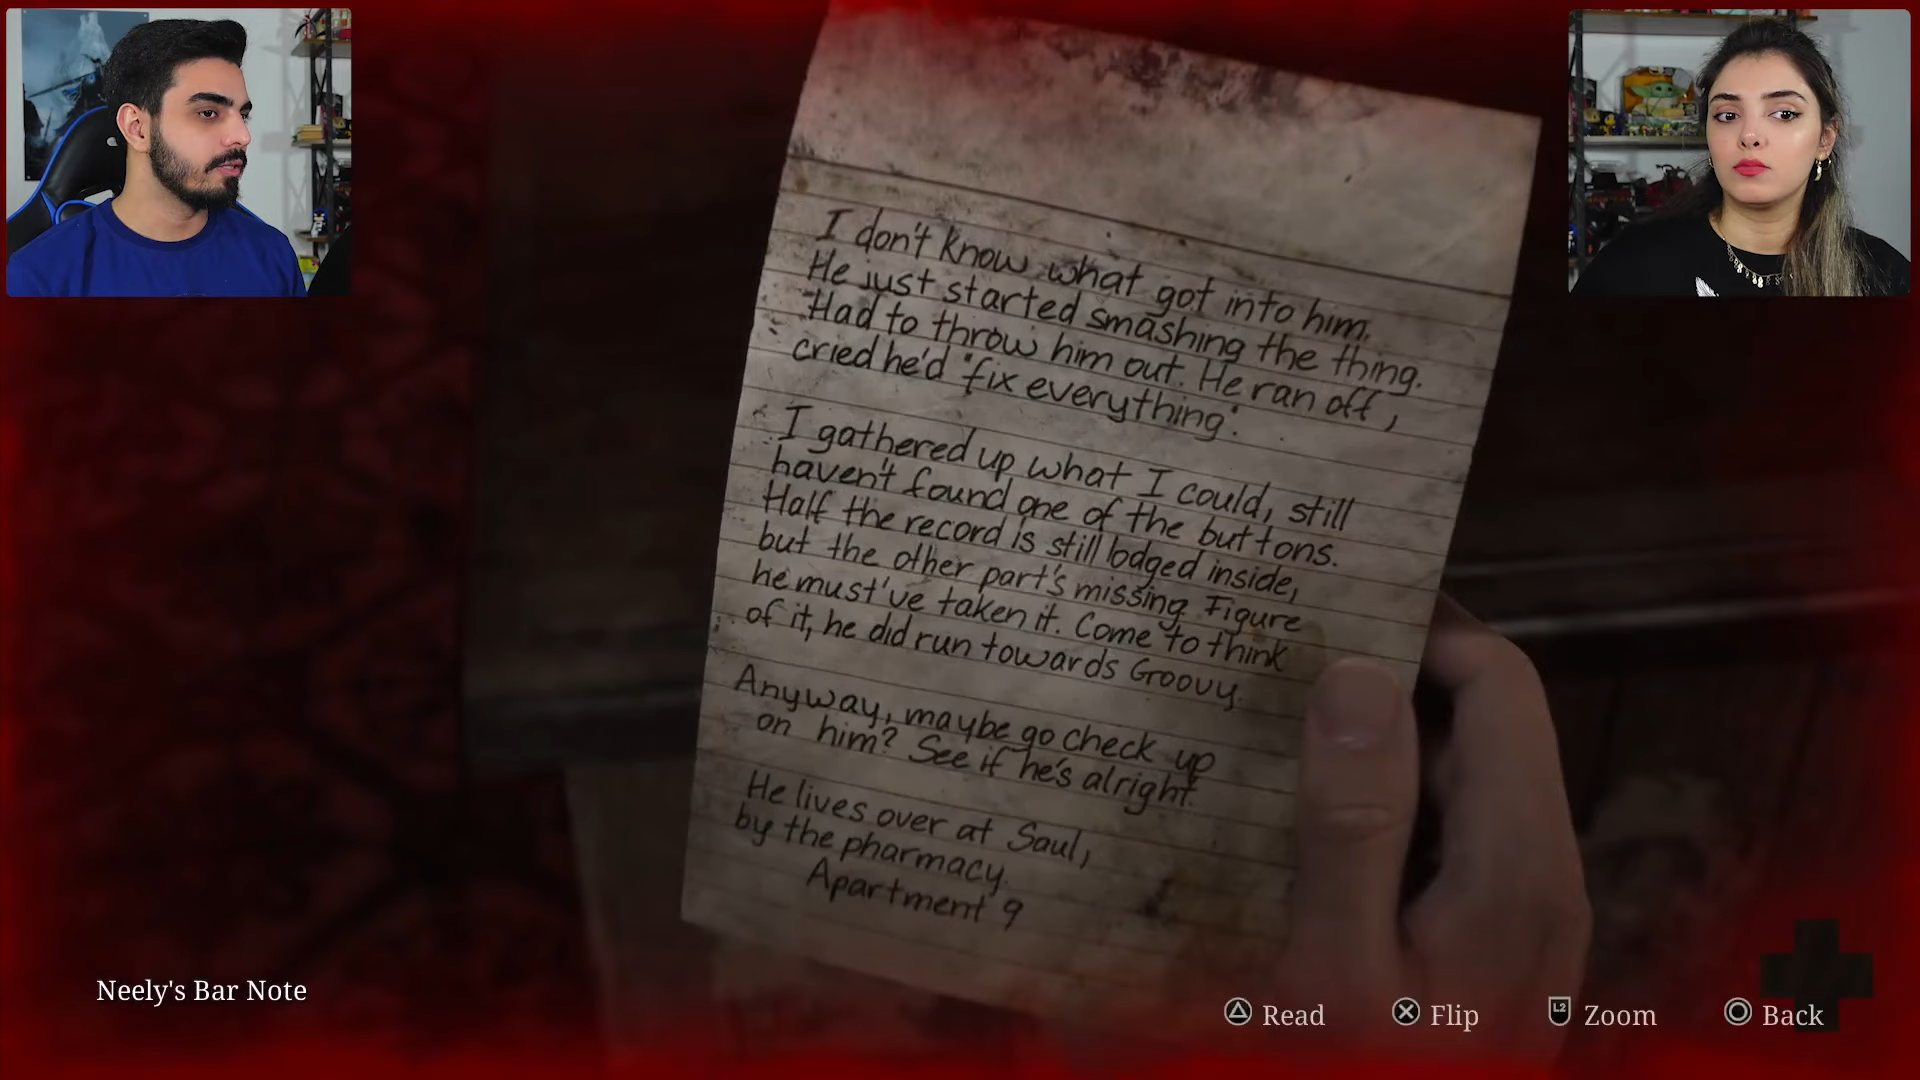 I don't know what got into him.
He just started smashing the thing.
Had to throw him out. He ran off,
cried he'd "fix everything".
I gathered up what I could, still
haven't found one of the buttons.
Half the record is still lodged inside,
but the other part's missing. Figure
he must've taken it. Come to think
of it, he did run towards Groovy.
Anyway, maybe go check up
on him? See if he's alright.
He lives over at Saul,
by the pharmacy.
Apartment 9
Neely's Bar Note
Read
Flip
L2 Zoom
Back